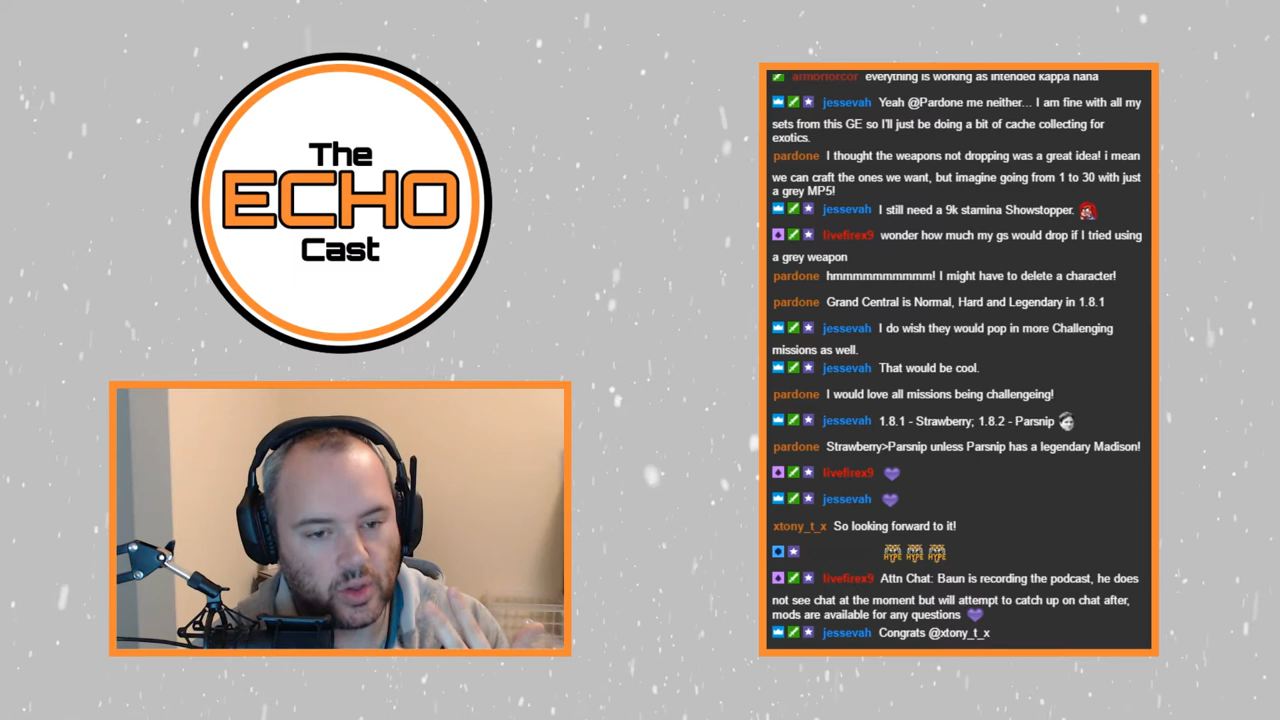 The
ECHO
Cast
armorforcor everything is working as intended kappa nana
jessevah Yeah @Pardone me neither... I am fine with all my
sets from this GE so I'll just be doing a bit of cache collecting for
exotics.
pardone I thought the weapons not dropping was a great idea! i mean
we can craft the ones we want, but imagine going from 1 to 30 with just
a grey MP5!
jessevah I still need a 9k stamina Showstopper.
livefirex9 wonder how much my gs would drop if I tried using
a grey weapon
pardone hmmmmmmmmmm! I might have to delete a character!
pardone Grand Central is Normal, Hard and Legendary in 1.8.1
jessevah I do wish they would pop in more Challenging
missions as well.
jessevah That would be cool.
pardone I would love all missions being challengeing!
jessevah 1.8.1 - Strawberry; 1.8.2 - Parsnip
pardone Strawberry>Parsnip unless Parsnip has a legendary Madison!
livefirex9
jessevah
xtony_t_x So looking forward to it!
HYPE HYPE HYPE
livefirex9 Attn Chat: Baun is recording the podcast, he does
not see chat at the moment but will attempt to catch up on chat after,
mods are available for any questions
jessevah Congrats @xtony_t_x